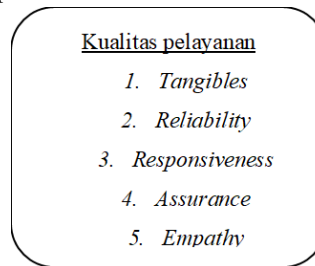 Kualitas pelayanan
1. Tangibles
2. Reliability
3. Responsiveness
4. Assurance
5. Empathy